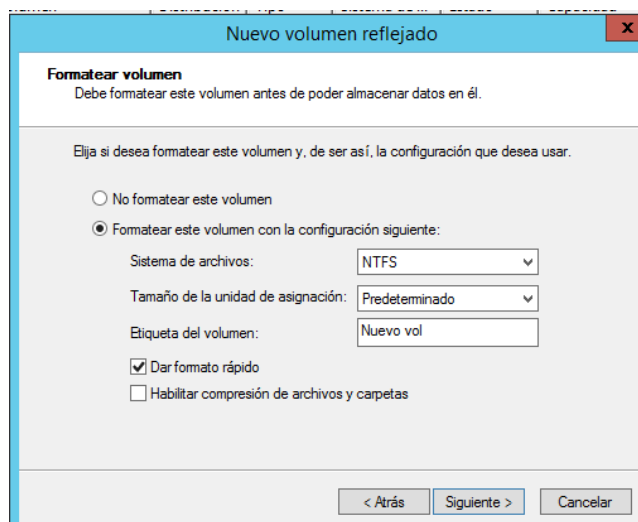 Nuevo volumen reflejado
x
Formatear volumen
Debe formatear este volumen antes de poder almacenar datos en él.
Elija si desea formatear este volumen y, de ser así, la configuración que desea usar.
No formatear este volumen
Formatear este volumen con la configuración siguiente:
Sistema de archivos: NTFS
Tamaño de la unidad de asignación: Predeterminado
Etiqueta del volumen: Nuevo vol
Dar formato rápido
Habilitar compresión de archivos y carpetas
< Atrás Siguiente > Cancelar